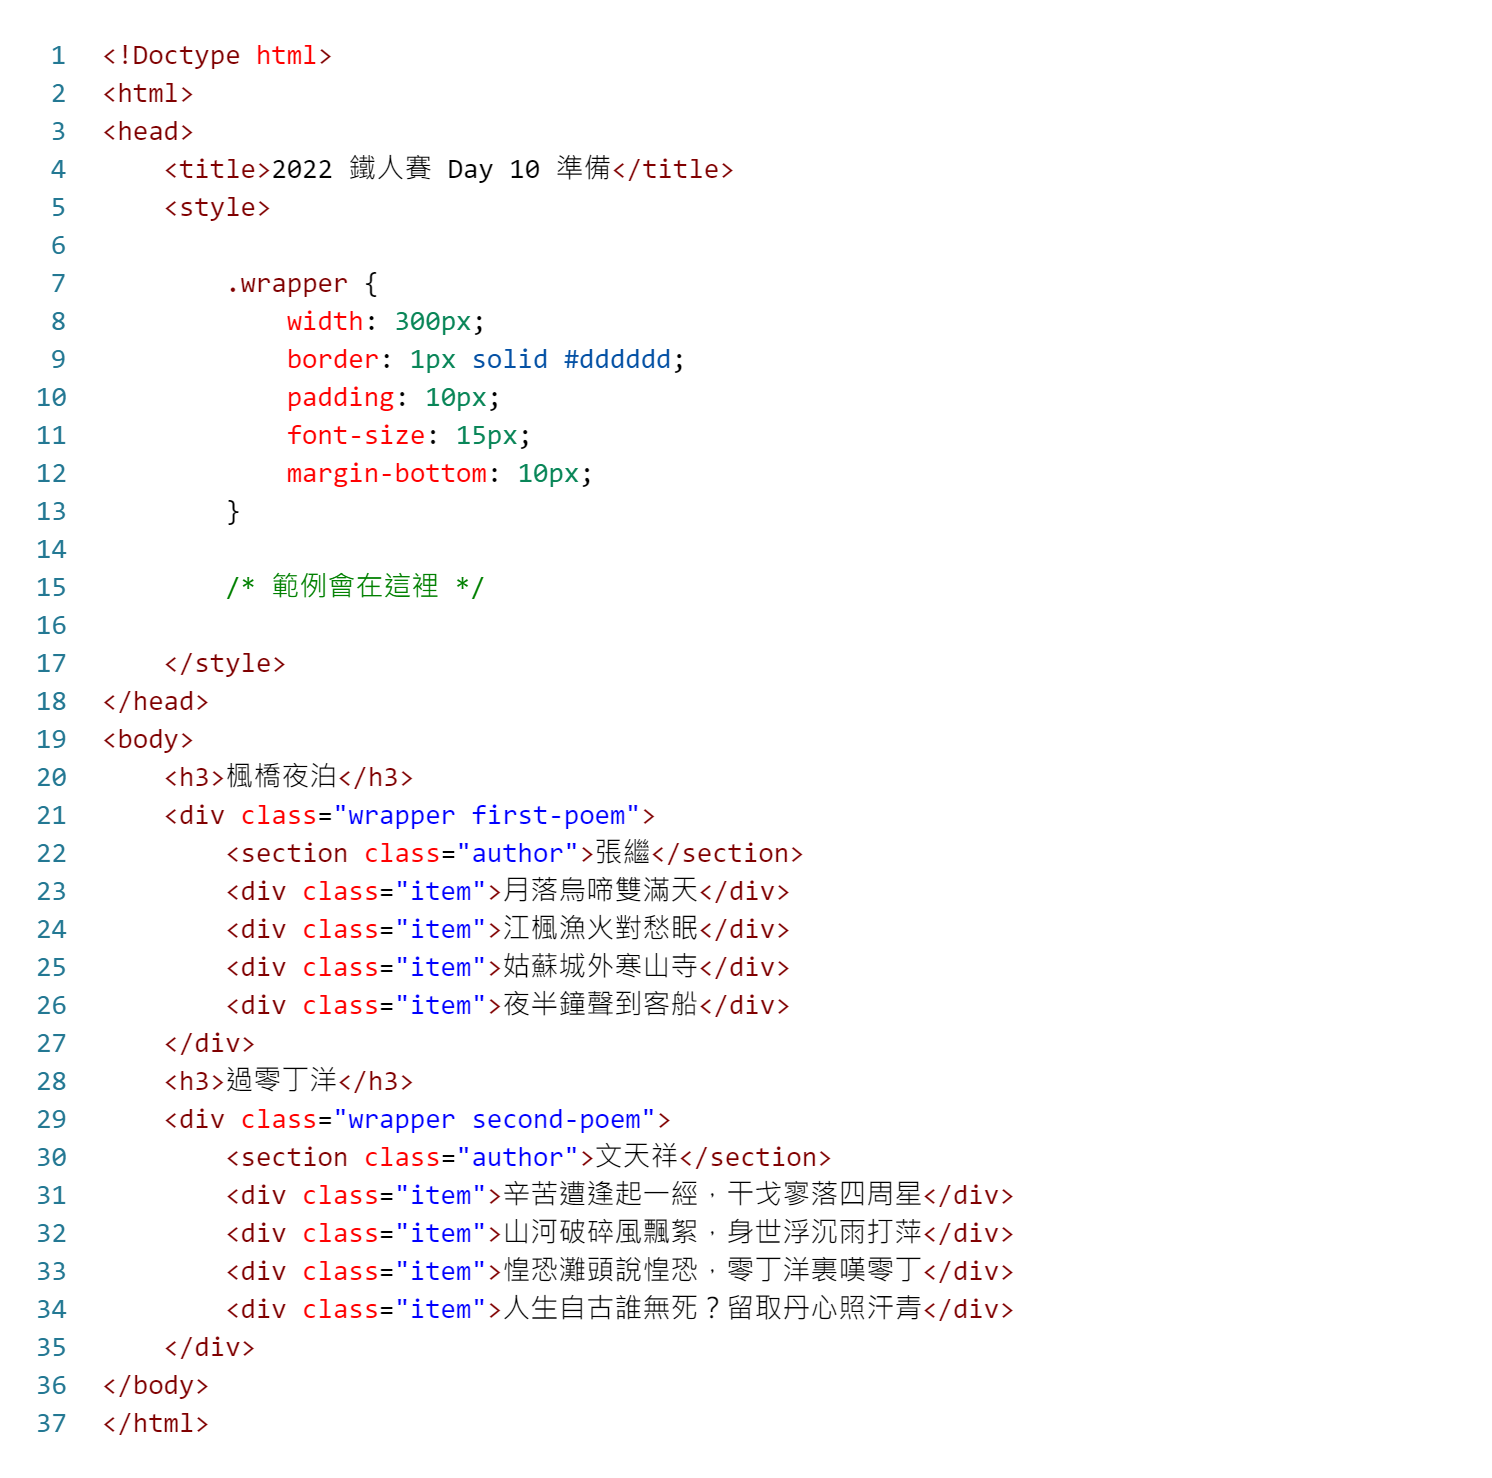 1 <!Doctype html>
2 <html>
3 <head>
4     <title>2022 鐵人賽 Day 10 準備</title>
5     <style>
6
7         .wrapper {
8             width: 300px;
9             border: 1px solid #dddddd;
10             padding: 10px;
11             font-size: 15px;
12             margin-bottom: 10px;
13         }
14
15         /* 範例會在這裡 */
16
17     </style>
18 </head>
19 <body>
20     <h3>楓橋夜泊</h3>
21     <div class="wrapper first-poem">
22         <section class="author">張繼</section>
23         <div class="item">月落烏啼雙滿天</div>
24         <div class="item">江楓漁火對愁眠</div>
25         <div class="item">姑蘇城外寒山寺</div>
26         <div class="item">夜半鐘聲到客船</div>
27     </div>
28     <h3>過零丁洋</h3>
29     <div class="wrapper second-poem">
30         <section class="author">文天祥</section>
31         <div class="item">辛苦遭逢起一經，干戈寥落四周星</div>
32         <div class="item">山河破碎風飄絮，身世浮沉雨打萍</div>
33         <div class="item">惶恐灘頭說惶恐，零丁洋裏嘆零丁</div>
34         <div class="item">人生自古誰無死？留取丹心照汗青</div>
35     </div>
36 </body>
37 </html>